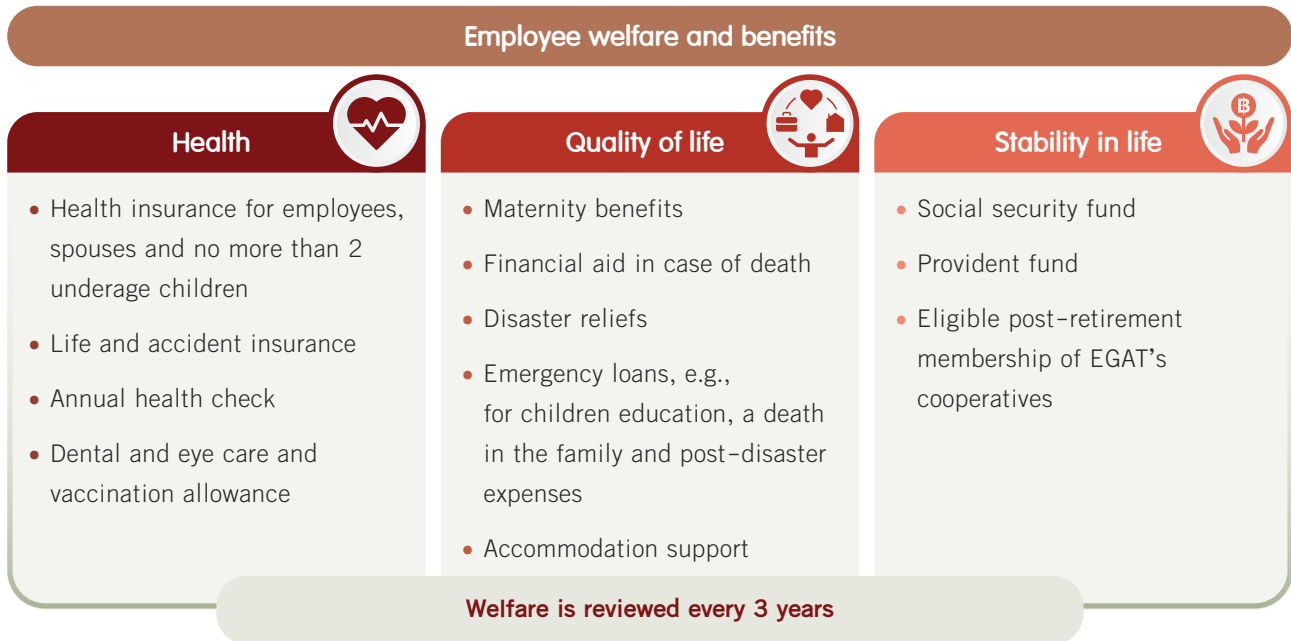 Employee welfare and benefits
Health
• Health insurance for employees,
spouses and no more than 2
underage children
• Life and accident insurance
• Annual health check
• Dental and eye care and
vaccination allowance
Quality of life
• Maternity benefits
• Financial aid in case of death
• Disaster reliefs
• Emergency loans, e.g.,
for children education, a death
in the family and post-disaster
expenses
• Accommodation support
Stability in life
B
• Social security fund
• Provident fund
• Eligible post-retirement
membership of EGAT's
cooperatives
Welfare is reviewed every 3 years